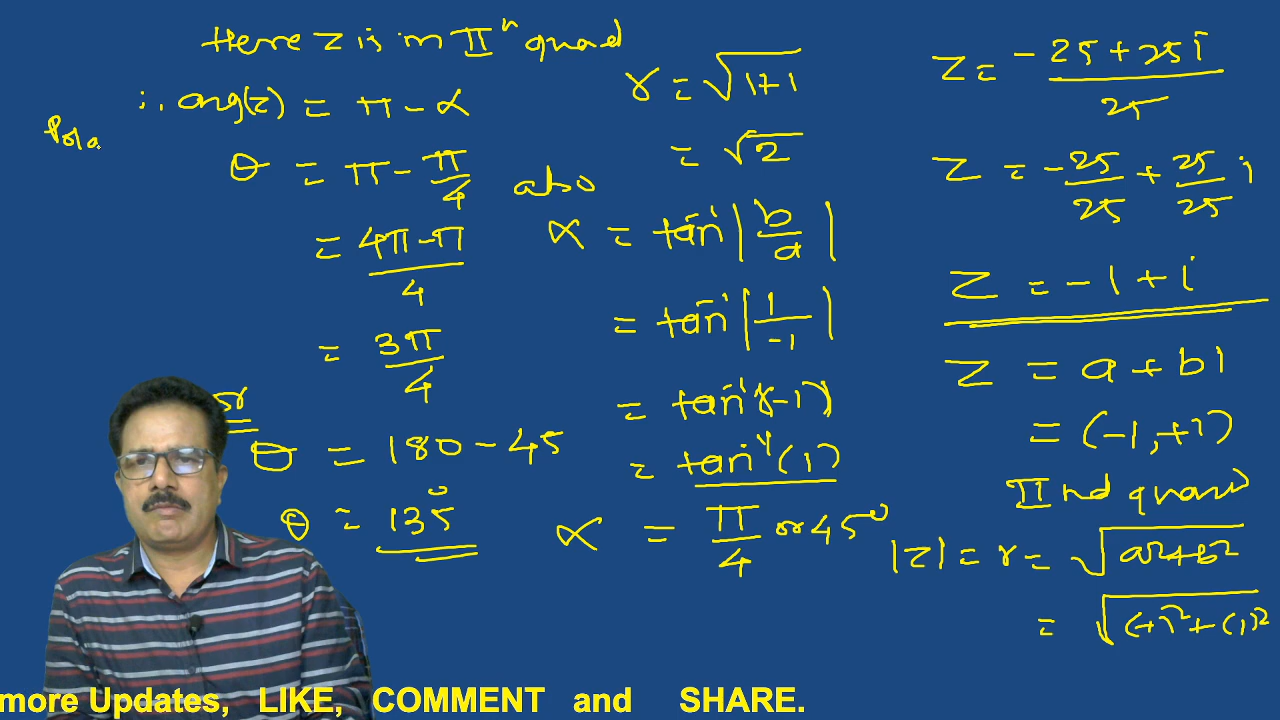 Z = -25 + 25i / 25
Z = -25/25 + 25/25 i
Z = -1 + i
Z = a + bi
= (-1, +1)
II nd quad
|z| = r = √a²+b²
= √(-1)²+(1)²
r = √1+1
= √2
also
α = tan⁻¹ |b/a|
= tan⁻¹ |1/-1|
= tan⁻¹ |-1|
= tan⁻¹ (1)
α = π/4 or 45°
Here z is in IIⁿ quad
∴ arg(z) = π - α
θ = π - π/4
= 4π-π/4
= 3π/4
or
θ = 180 - 45
θ = 135°
Pola
more Updates, LIKE, COMMENT and SHARE.